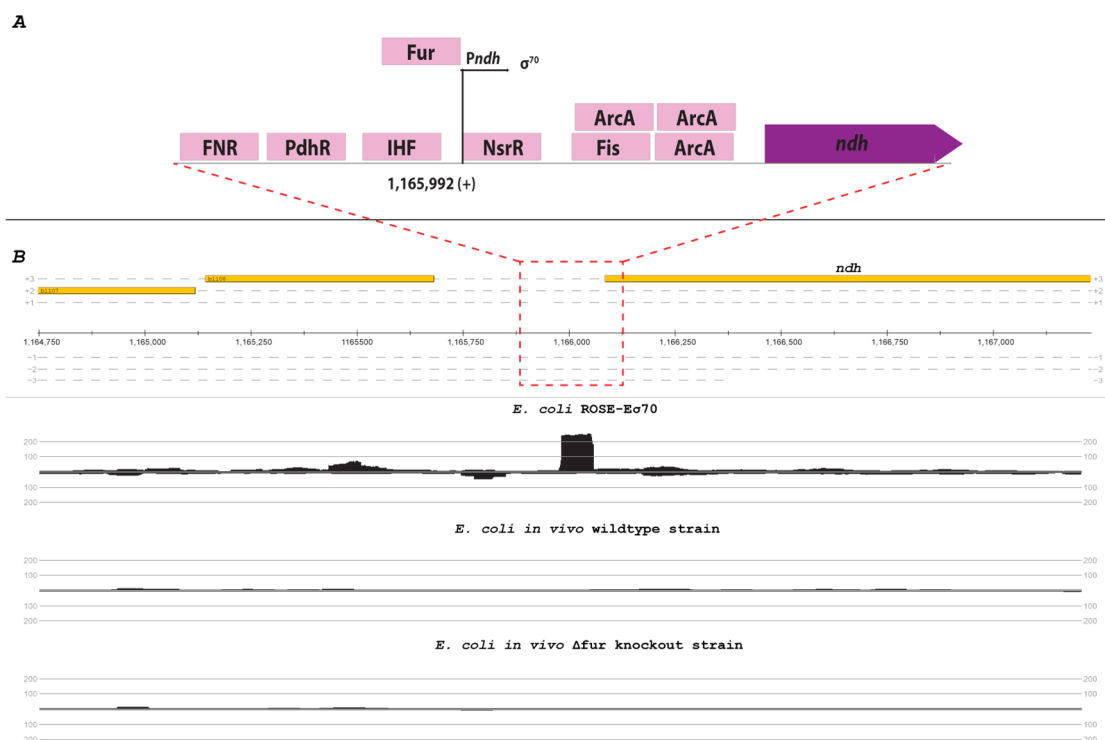 A
Fur
Pndh
σ70
ArcA ArcA
FNR PdhR IHF NsrR Fis ArcA ndh
1,165,992 (+)
B
ndh
+3 b1108 +3
+2 b1107 +2
+1 +1
1,164,750 1,165,000 1,165,250 1165500 1,165,750 1,166,000 1,166,250 1,166,500 1,166,750 1,167,000
−1 −1
−2 −2
−3 −3
E. coli ROSE-Eσ70
200 200
100 100
100 100
200 200
E. coli in vivo wildtype strain
200 200
100 100
100 100
200 200
E. coli in vivo Δfur knockout strain
200 200
100 100
100 100
200 200